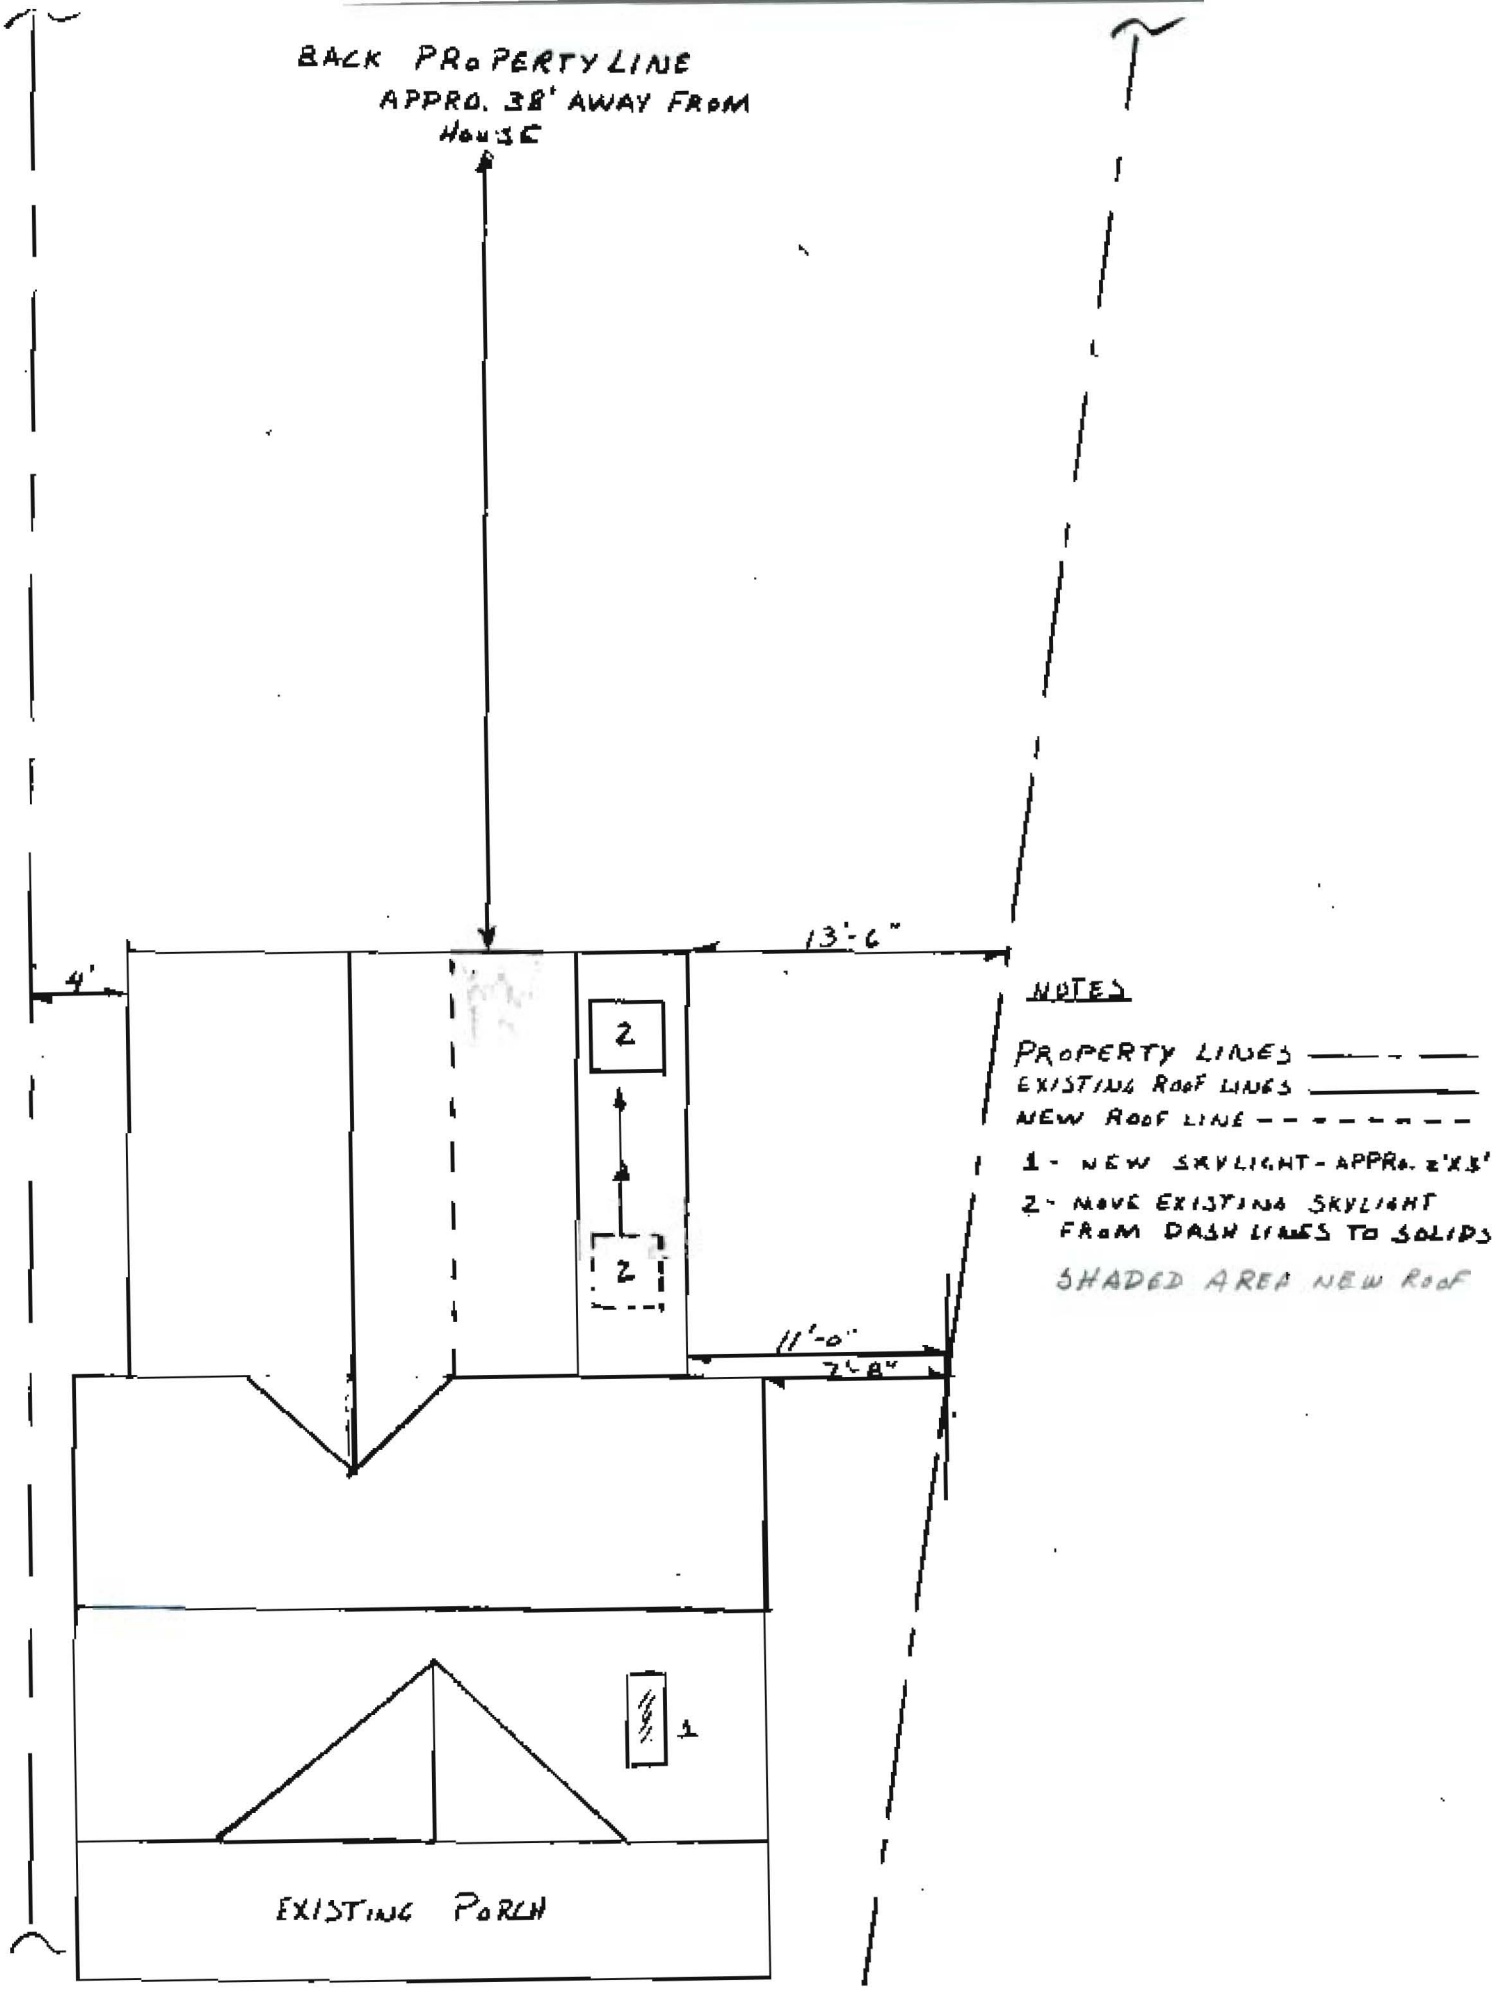 BACK PROPERTY LINE
APPRO. 38' AWAY FROM
HOUSE
13'-6"
4'
NOTES
2
PROPERTY LINES
EXISTING ROOF LINES
NEW ROOF LINE
1 - NEW SKYLIGHT - APPRO. 2'X3'
2 - MOVE EXISTING SKYLIGHT
FROM DASH LINES TO SOLIDS
2
SHADED AREA NEW ROOF
11'-0"
7'-8"
1
EXISTING PORCH